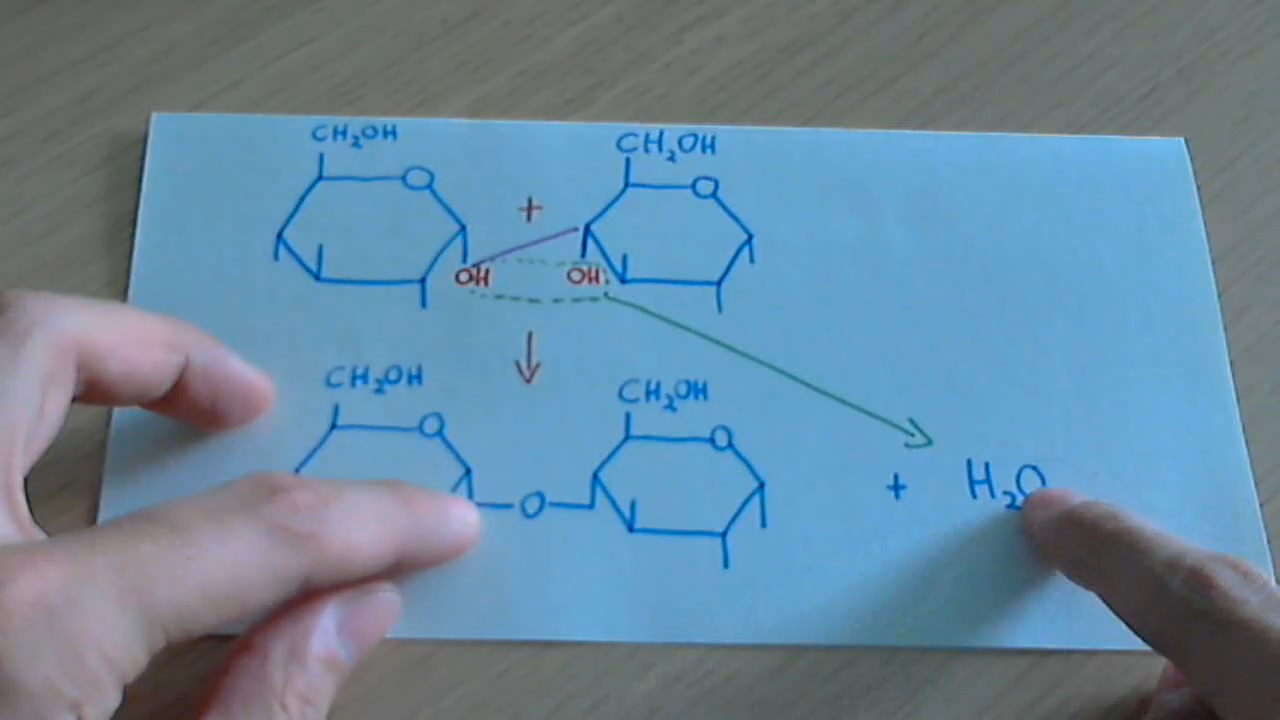 CH₂OH CH₂OH
O O
+
OH OH
CH₂OH CH₂OH
O O
O + H₂O